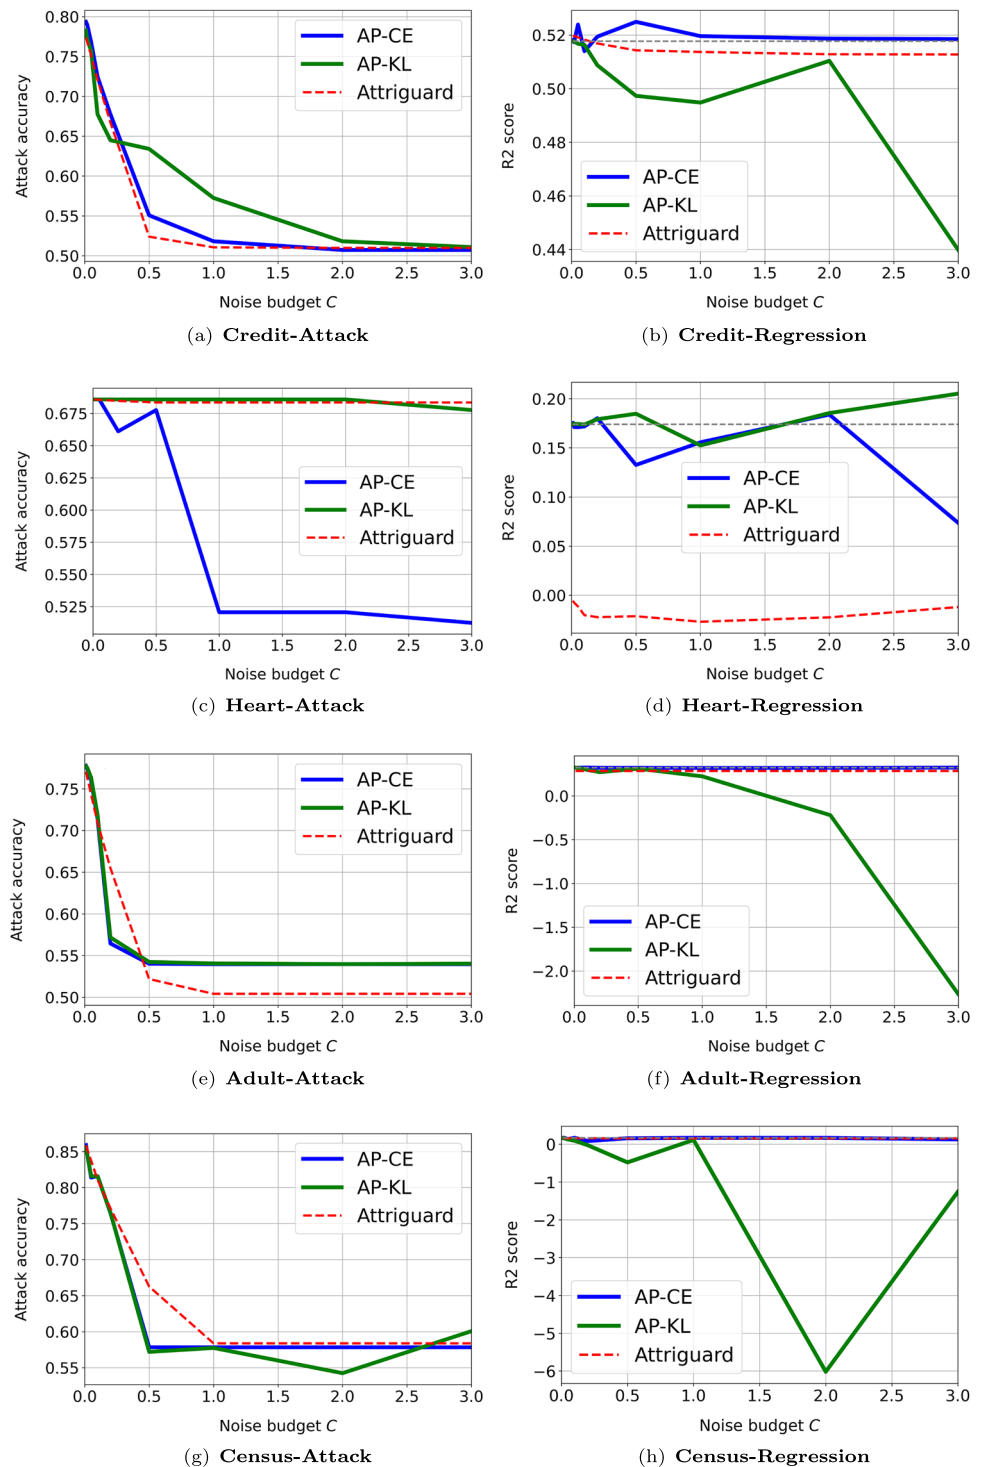 0.80
0.75
0.70
0.65
0.60
0.55
0.50
Attack accuracy
AP-CE
AP-KL
Attriguard
0.0 0.5 1.0 1.5 2.0 2.5 3.0
Noise budget C
(a) Credit-Attack
0.52
0.50
0.48
0.46
0.44
R2 score
AP-CE
AP-KL
Attriguard
0.0 0.5 1.0 1.5 2.0 2.5 3.0
Noise budget C
(b) Credit-Regression
0.675
0.650
0.625
0.600
0.575
0.550
0.525
Attack accuracy
AP-CE
AP-KL
Attriguard
0.0 0.5 1.0 1.5 2.0 2.5 3.0
Noise budget C
(c) Heart-Attack
0.20
0.15
0.10
0.05
0.00
R2 score
AP-CE
AP-KL
Attriguard
0.0 0.5 1.0 1.5 2.0 2.5 3.0
Noise budget C
(d) Heart-Regression
0.75
0.70
0.65
0.60
0.55
0.50
Attack accuracy
AP-CE
AP-KL
Attriguard
0.0 0.5 1.0 1.5 2.0 2.5 3.0
Noise budget C
(e) Adult-Attack
0.0
−0.5
−1.0
−1.5
−2.0
R2 score
AP-CE
AP-KL
Attriguard
0.0 0.5 1.0 1.5 2.0 2.5 3.0
Noise budget C
(f) Adult-Regression
0.85
0.80
0.75
0.70
0.65
0.60
0.55
Attack accuracy
AP-CE
AP-KL
Attriguard
0.0 0.5 1.0 1.5 2.0 2.5 3.0
Noise budget C
(g) Census-Attack
0
−1
−2
−3
−4
−5
−6
R2 score
AP-CE
AP-KL
Attriguard
0.0 0.5 1.0 1.5 2.0 2.5 3.0
Noise budget C
(h) Census-Regression